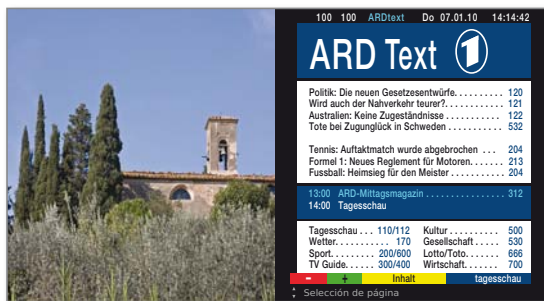 100 100 ARDtext Do 07.01.10 14:14:42
ARD Text 1
Politik: Die neuen Gesetzesentwürfe. . . . . . . . . . 120
Wird auch der Nahverkehr teurer?. . . . . . . . . . . . 121
Australien: Keine Zugeständnisse . . . . . . . . . . . . 122
Tote bei Zugunglück in Schweden . . . . . . . . . . . 532
Tennis: Auftaktmatch wurde abgebrochen . . . 204
Formel 1: Neues Reglement für Motoren. . . . . . . 213
Fussball: Heimsieg für den Meister . . . . . . . . . . . 204
13:00 ARD-Mittagsmagazin . . . . . . . . . . . . . . . . 312
14:00 Tagesschau
Tagesschau . . . 110/112 Kultur . . . . . . . . . . 500
Wetter. . . . . . . . . . 170 Gesellschaft . . . . . 530
Sport. . . . . . . . . 200/600 Lotto/Toto. . . . . . . 666
TV Guide. . . . . . 300/400 Wirtschaft. . . . . . . 700
- + Inhalt tagesschau
Selección de página